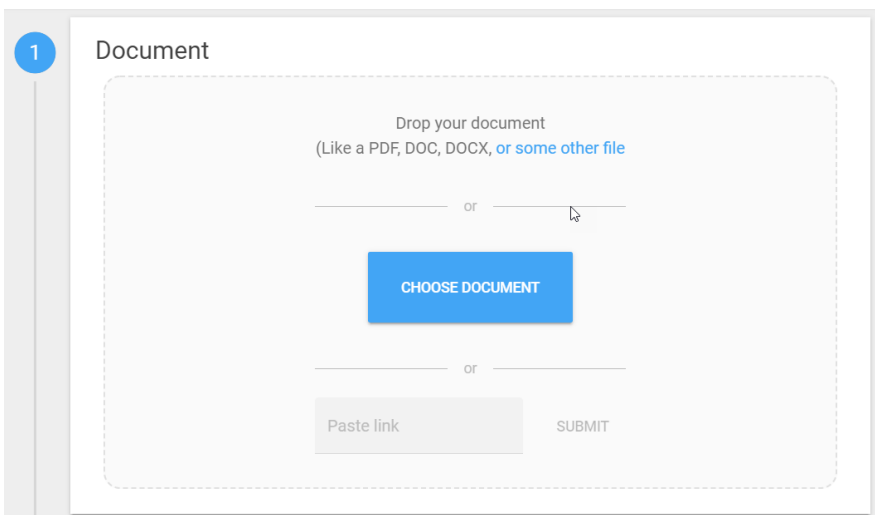 1
Document
Drop your document
(Like a PDF, DOC, DOCX, or some other file
or
CHOOSE DOCUMENT
or
Paste link
SUBMIT